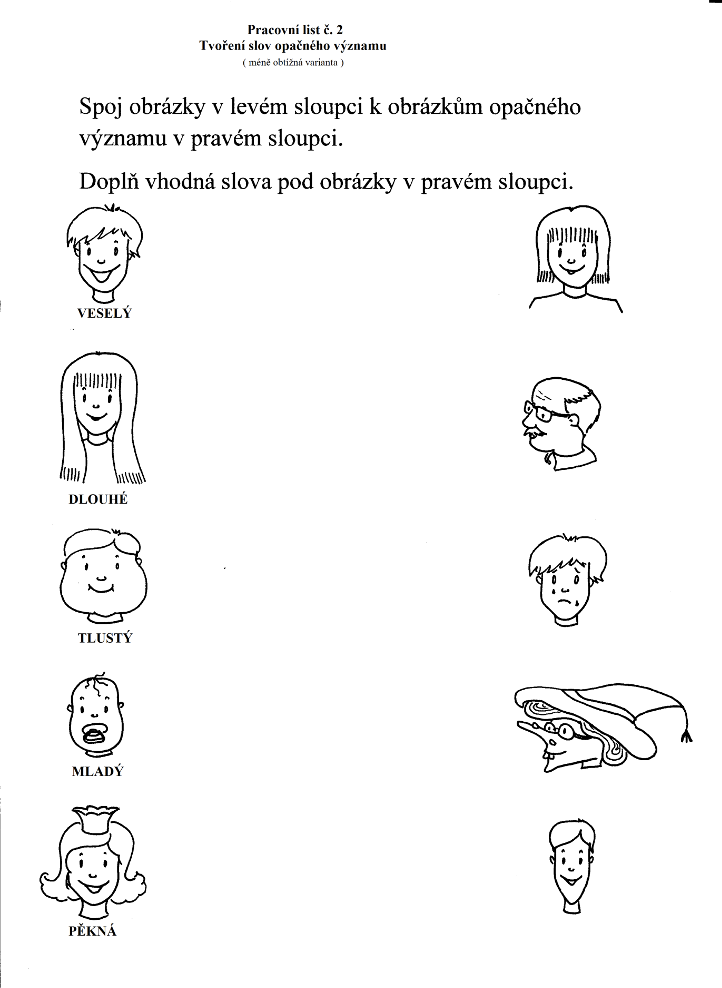 Pracovní list č. 2
Tvoření slov opačného významu
( méně obtížná varianta )
Spoj obrázky v levém sloupci k obrázkům opačného
významu v pravém sloupci.
Doplň vhodná slova pod obrázky v pravém sloupci.
VESELÝ
DLOUHÉ
TLUSTÝ
MLADÝ
PĚKNÁ